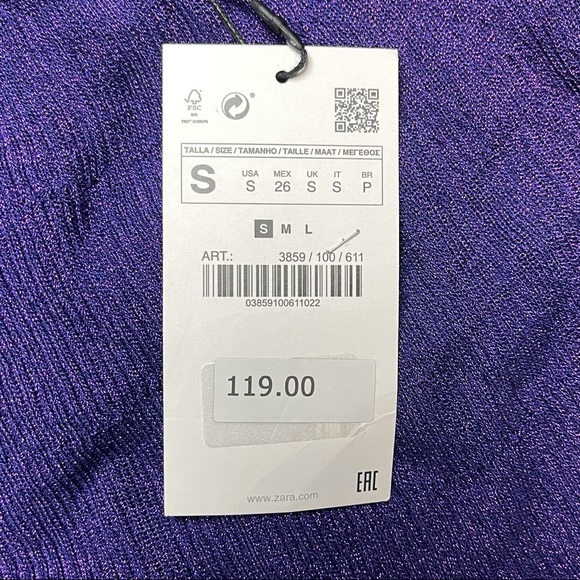 FSC
MIX
TALLA / SIZE / TAMANHO / TAILLE / MAAT / ΜΕΓΕΘΟΣ
S USA S MEX 26 UK S IT S BR P
S M L
ART.: 3859 / 100 / 611
03859100611022
119.00
EAC
www.zara.com